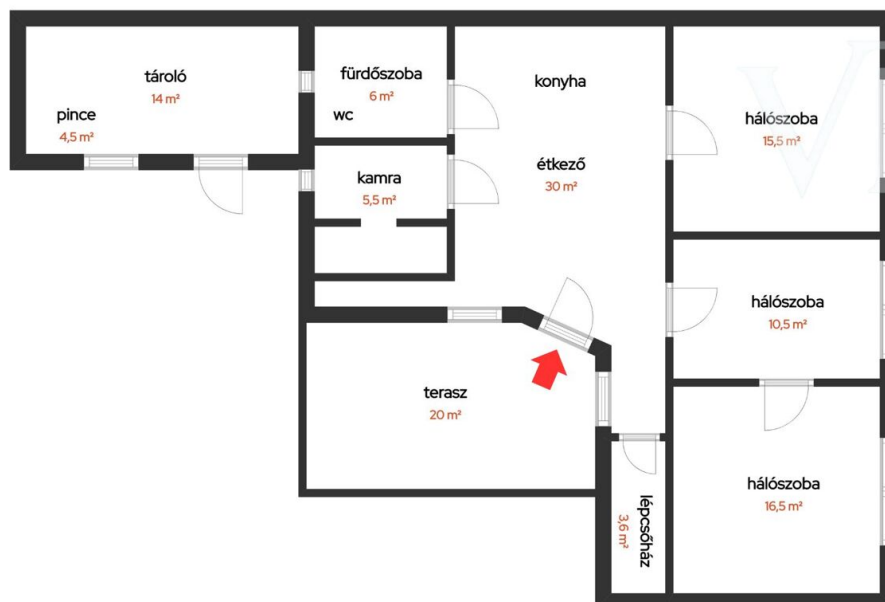 tároló
14 m²
pince
4,5 m²
fürdőszoba
6 m²
wc
konyha
hálószoba
15,5 m²
kamra
5,5 m²
étkező
30 m²
hálószoba
10,5 m²
terasz
20 m²
lépcsőház
3,6 m²
hálószoba
16,5 m²